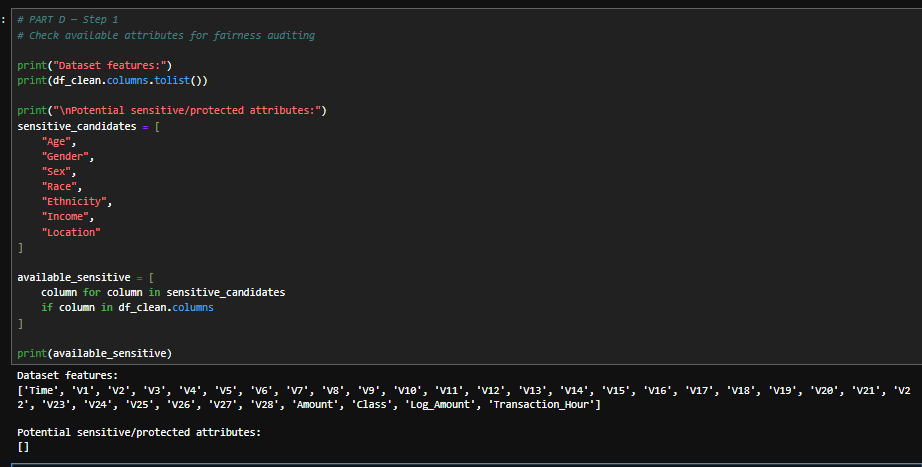 :
# PART D — Step 1
# Check available attributes for fairness auditing
print("Dataset features:")
print(df_clean.columns.tolist())
print("\nPotential sensitive/protected attributes:")
sensitive_candidates = [
    "Age",
    "Gender",
    "Sex",
    "Race",
    "Ethnicity",
    "Income",
    "Location"
]
available_sensitive = [
    column for column in sensitive_candidates
    if column in df_clean.columns
]
print(available_sensitive)
Dataset features:
['Time', 'V1', 'V2', 'V3', 'V4', 'V5', 'V6', 'V7', 'V8', 'V9', 'V10', 'V11', 'V12', 'V13', 'V14', 'V15', 'V16', 'V17', 'V18', 'V19', 'V20', 'V21', 'V2
2', 'V23', 'V24', 'V25', 'V26', 'V27', 'V28', 'Amount', 'Class', 'Log_Amount', 'Transaction_Hour']
Potential sensitive/protected attributes:
[]